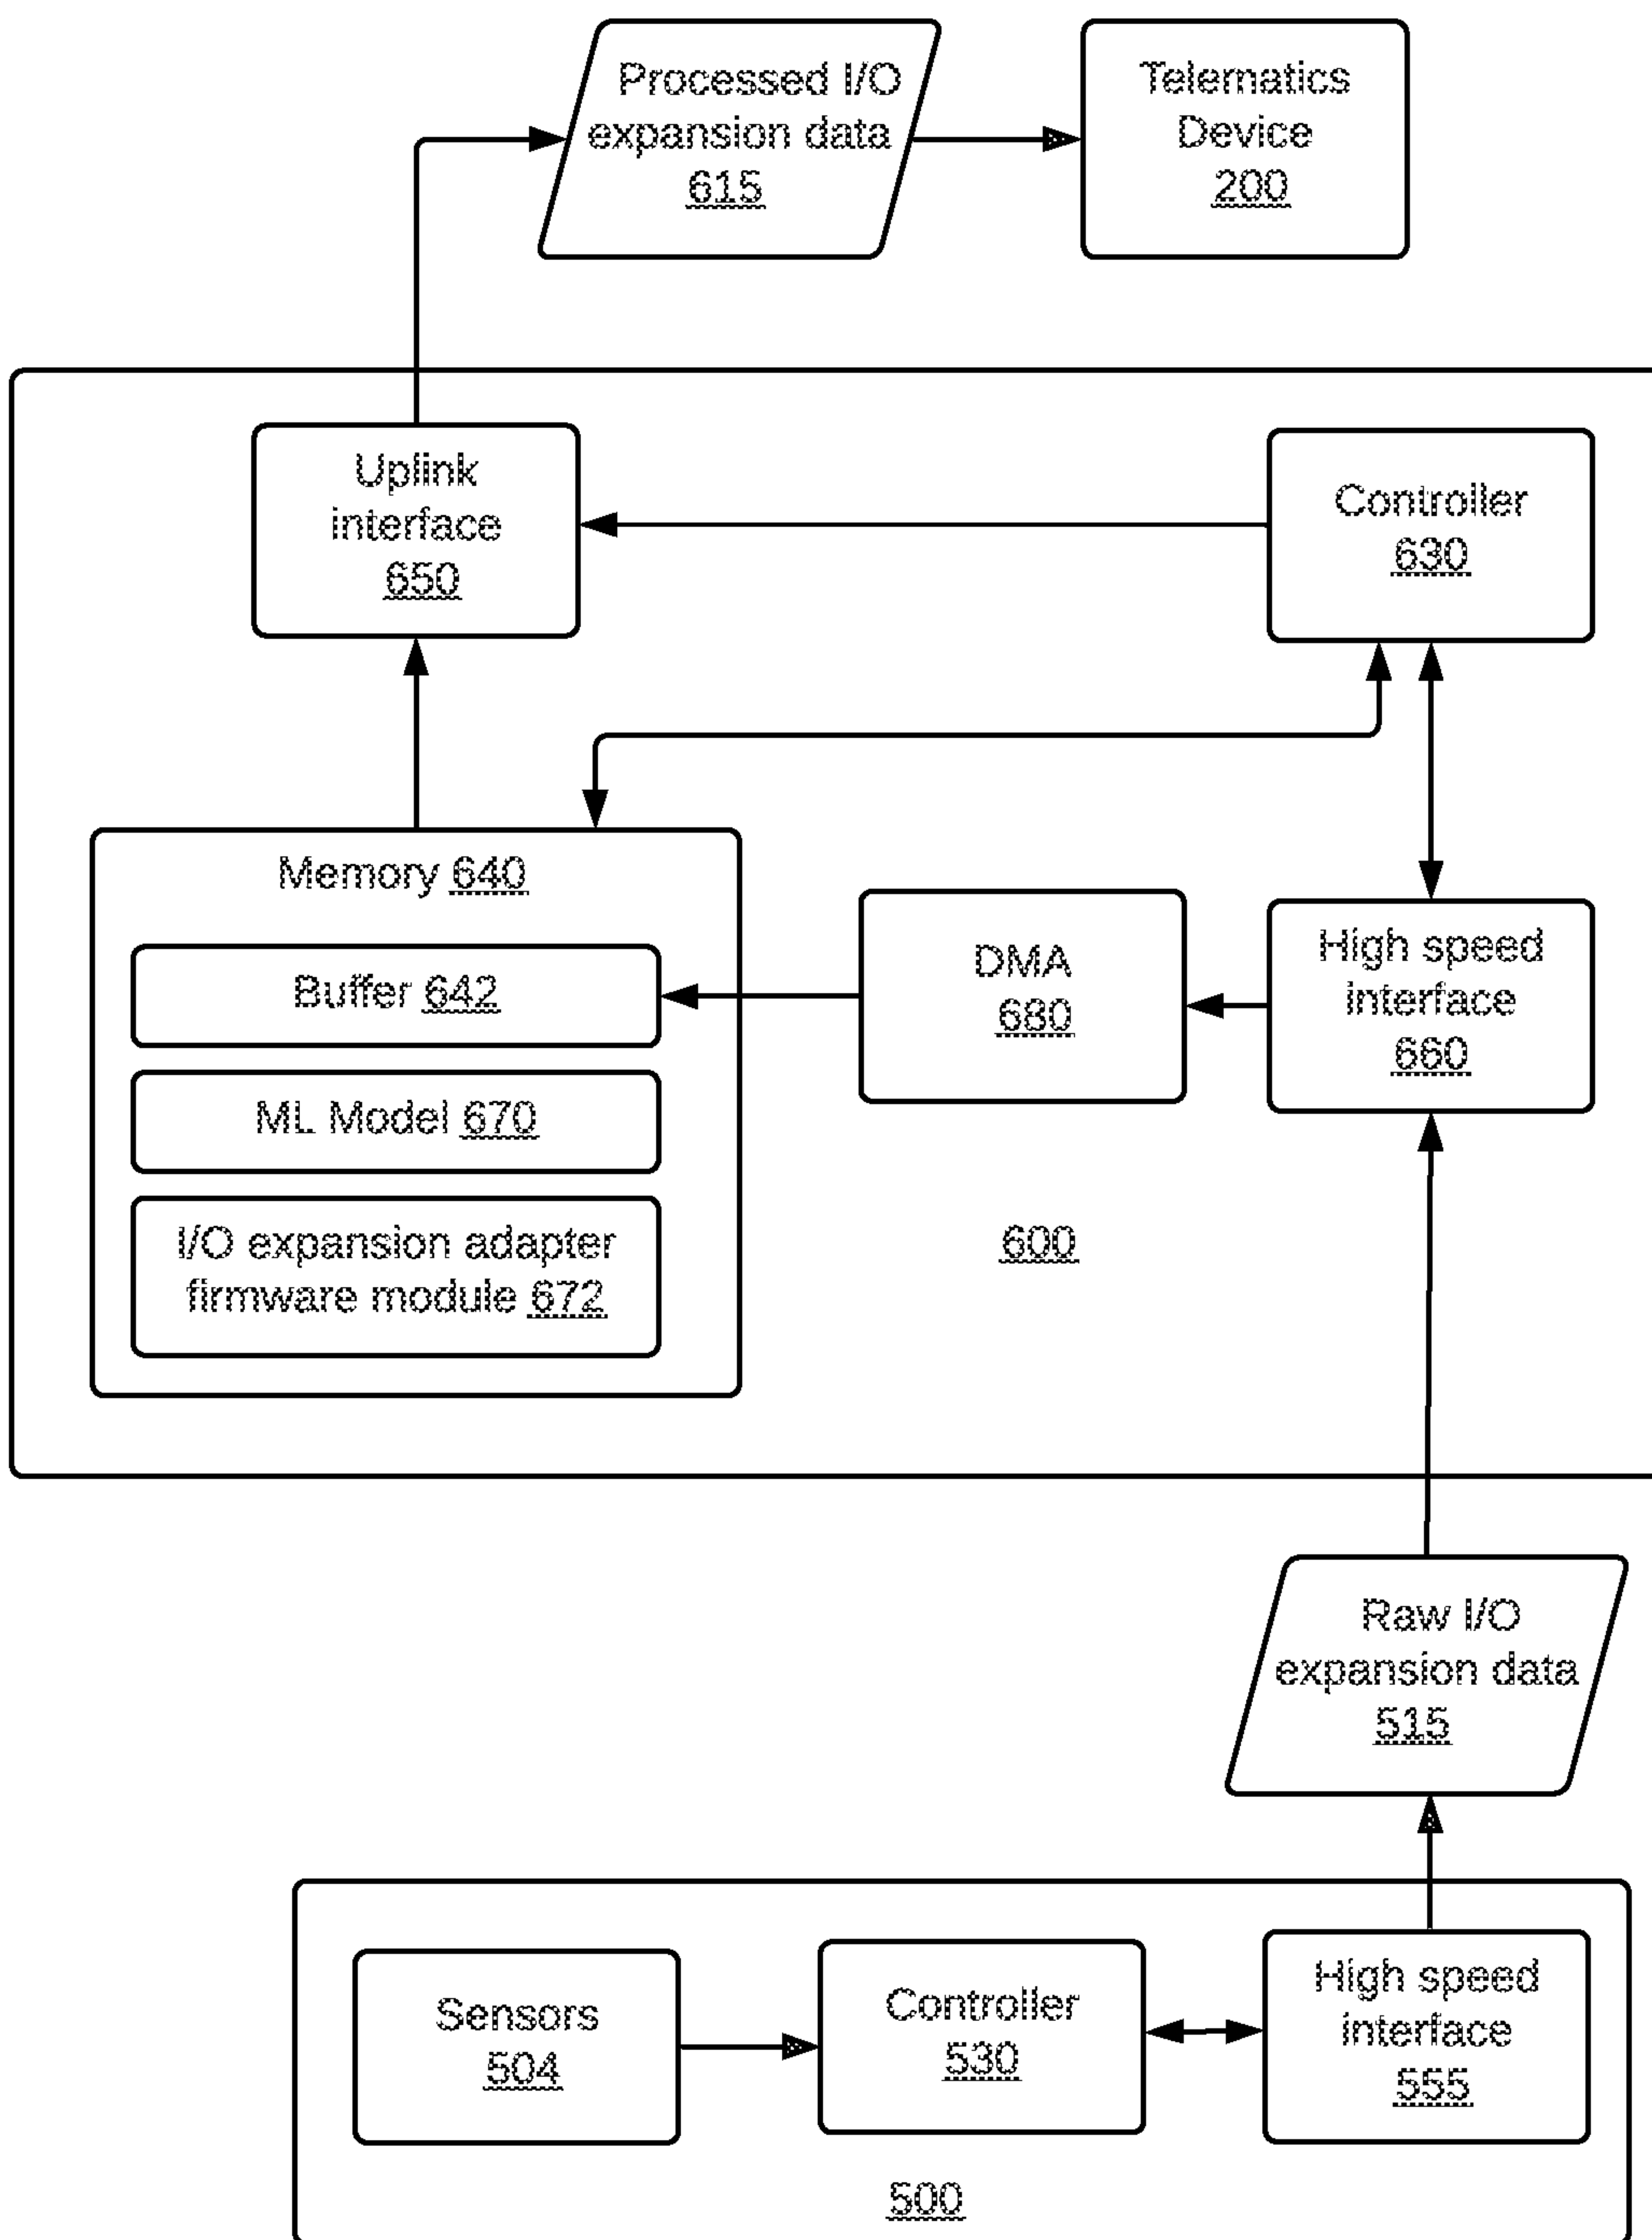 Processed I/O
expansion data
615
Telematics
Device
200
Uplink
interface
650
Controller
630
Memory 640
Buffer 642
ML Model 670
I/O expansion adapter
firmware module 672
DMA
680
High speed
interface
660
600
Raw I/O
expansion data
515
Sensors
504
Controller
530
High speed
interface
555
500